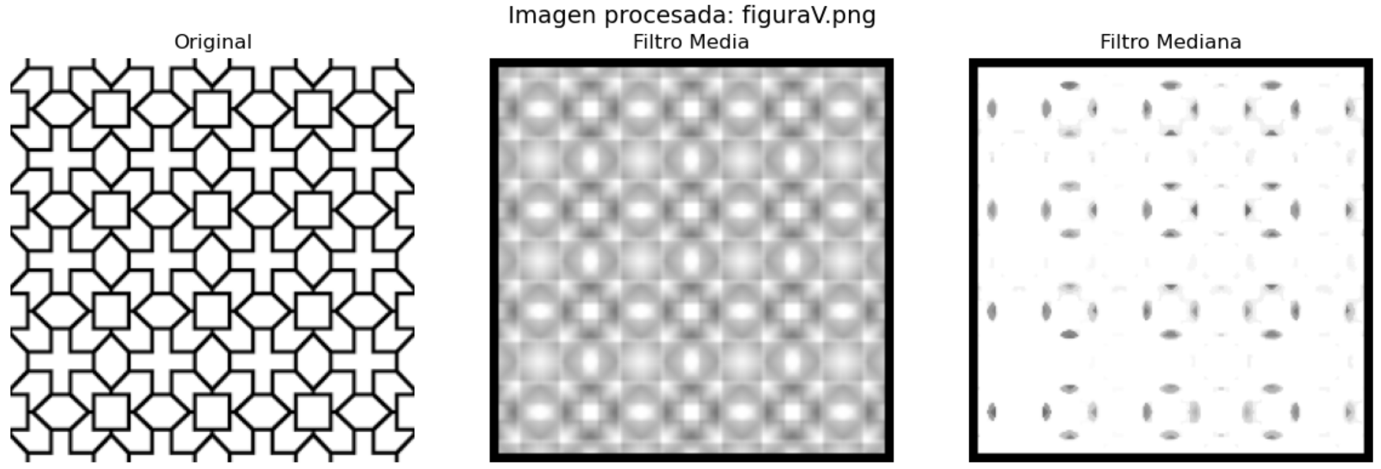 Imagen procesada: figuraV.png
Original
Filtro Media
Filtro Mediana